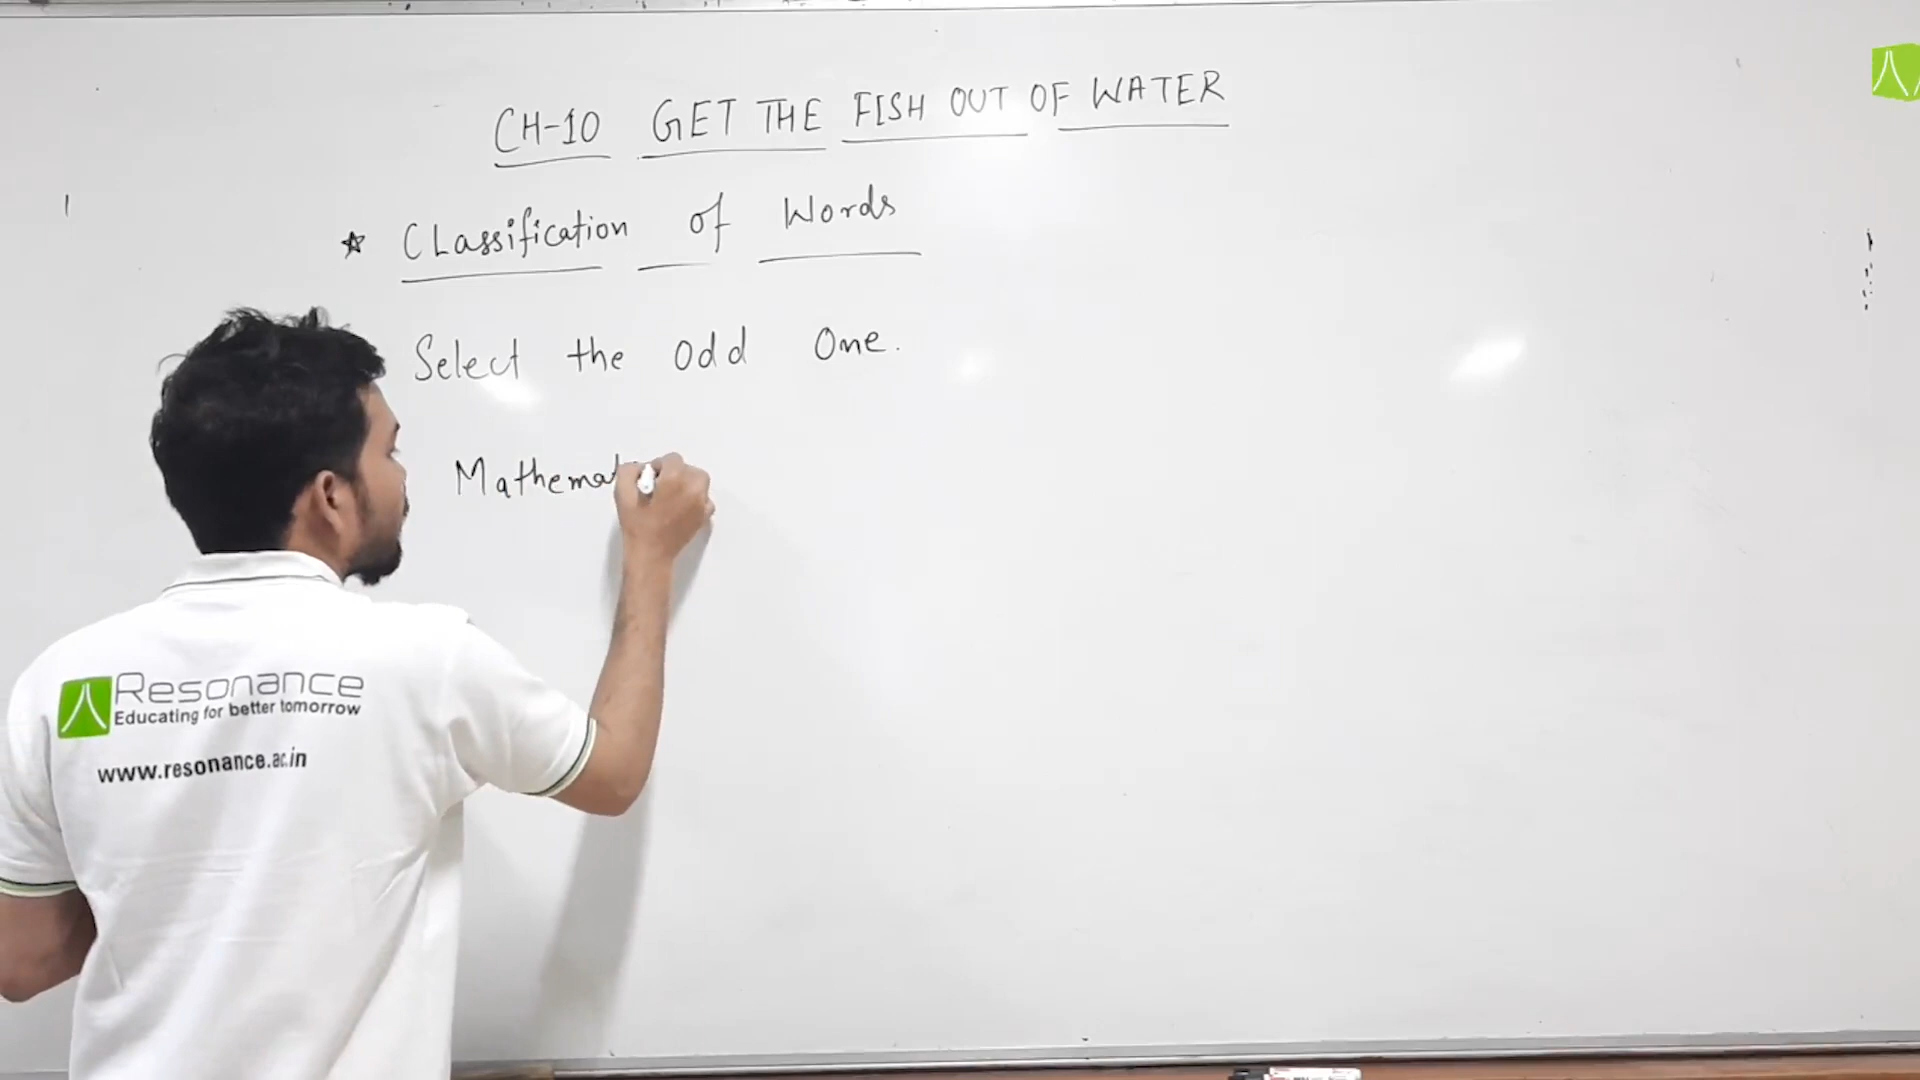 CH-10 GET THE FISH OUT OF WATER
CLassification of Words
Select the odd One.
Mathemat
Resonance
Educating for better tomorrow
www.resonance.ac.in